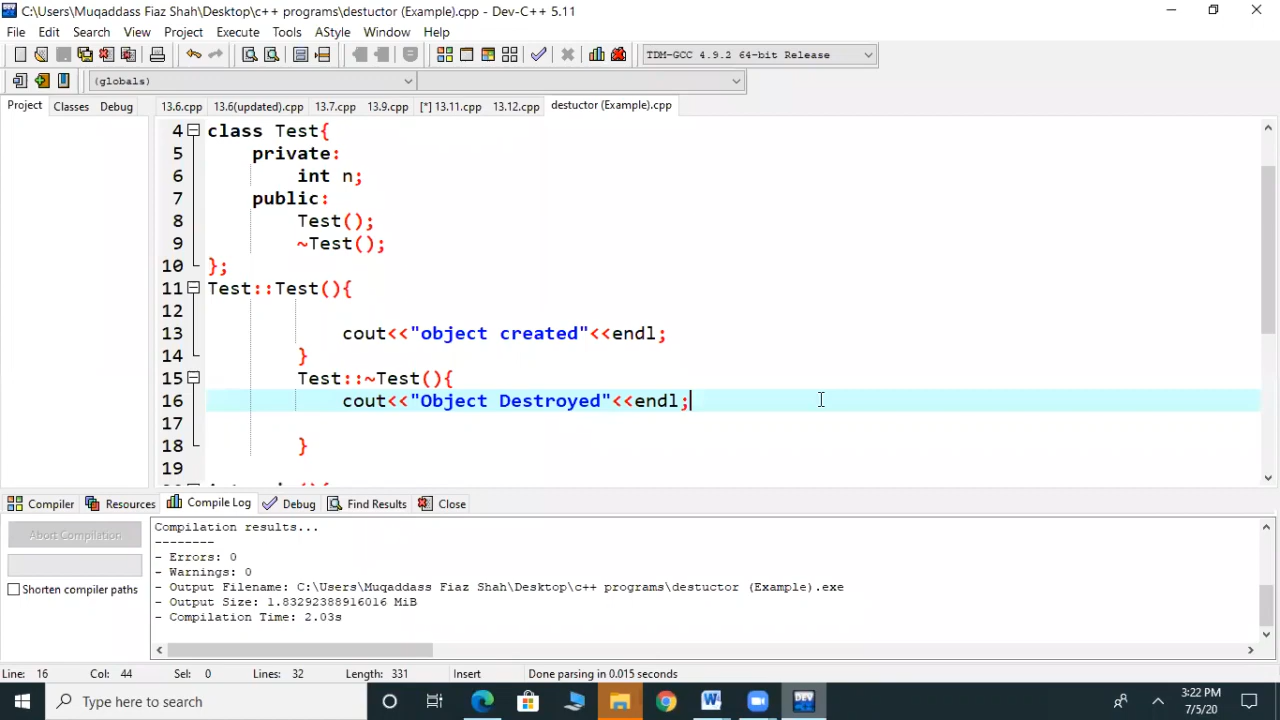 C:\Users\Muqaddass Fiaz Shah\Desktop\c++ programs\destuctor (Example).cpp - Dev-C++ 5.11
File Edit Search View Project Execute Tools AStyle Window Help
TDM-GCC 4.9.2 64-bit Release
(globals)
Project Classes Debug 13.6.cpp 13.6(updated).cpp 13.7.cpp 13.9.cpp [*] 13.11.cpp 13.12.cpp destuctor (Example).cpp
4 class Test{
5 private:
6 int n;
7 public:
8 Test();
9 ~Test();
10 };
11 Test::Test(){
12
13 cout<<"object created"<<endl;
14 }
15 Test::~Test(){
16 cout<<"Object Destroyed"<<endl;
17
18 }
19
Compiler Resources Compile Log Debug Find Results Close
Abort Compilation
Shorten compiler paths
Compilation results...
--------
- Errors: 0
- Warnings: 0
- Output Filename: C:\Users\Muqaddass Fiaz Shah\Desktop\c++ programs\destuctor (Example).exe
- Output Size: 1.83292388916016 MiB
- Compilation Time: 2.03s
Line: 16 Col: 44 Sel: 0 Lines: 32 Length: 331 Insert Done parsing in 0.015 seconds
Type here to search
3:22 PM
7/5/20